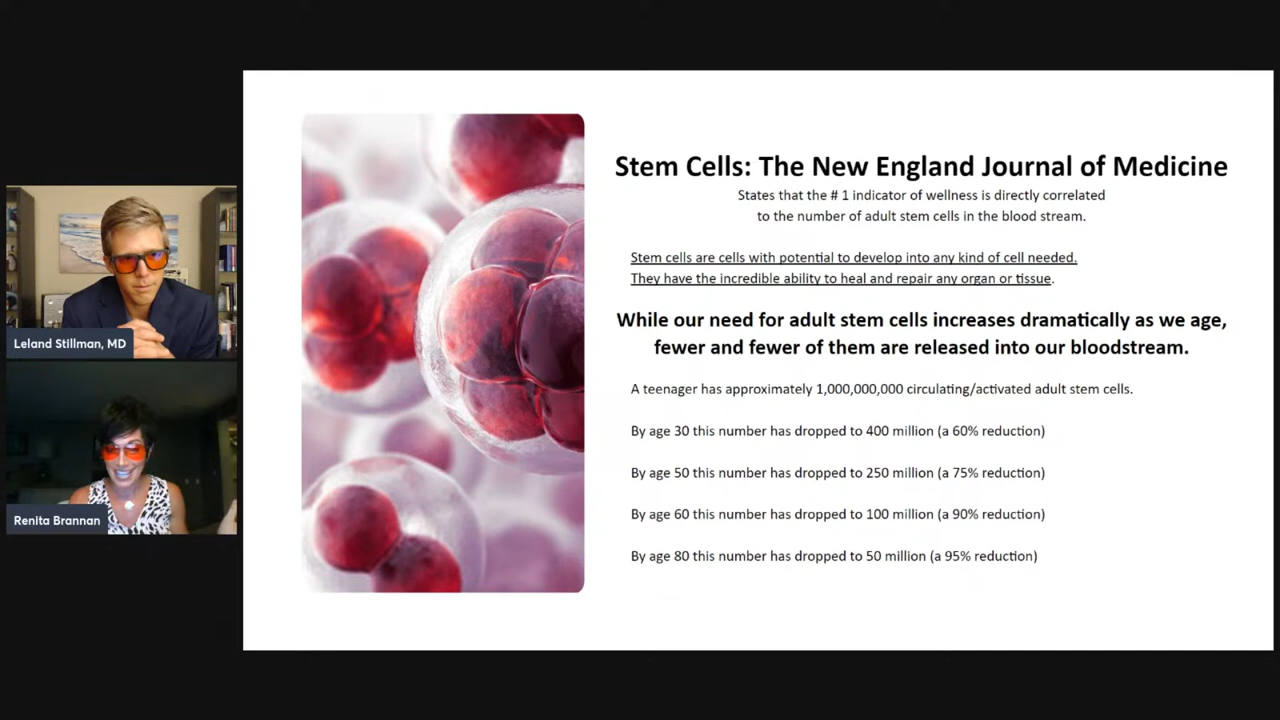 Stem Cells: The New England Journal of Medicine
States that the # 1 indicator of wellness is directly correlated
to the number of adult stem cells in the blood stream.
Stem cells are cells with potential to develop into any kind of cell needed.
They have the incredible ability to heal and repair any organ or tissue.
While our need for adult stem cells increases dramatically as we age,
fewer and fewer of them are released into our bloodstream.
A teenager has approximately 1,000,000,000 circulating/activated adult stem cells.
By age 30 this number has dropped to 400 million (a 60% reduction)
By age 50 this number has dropped to 250 million (a 75% reduction)
By age 60 this number has dropped to 100 million (a 90% reduction)
By age 80 this number has dropped to 50 million (a 95% reduction)
Leland Stillman, MD
Renita Brannan